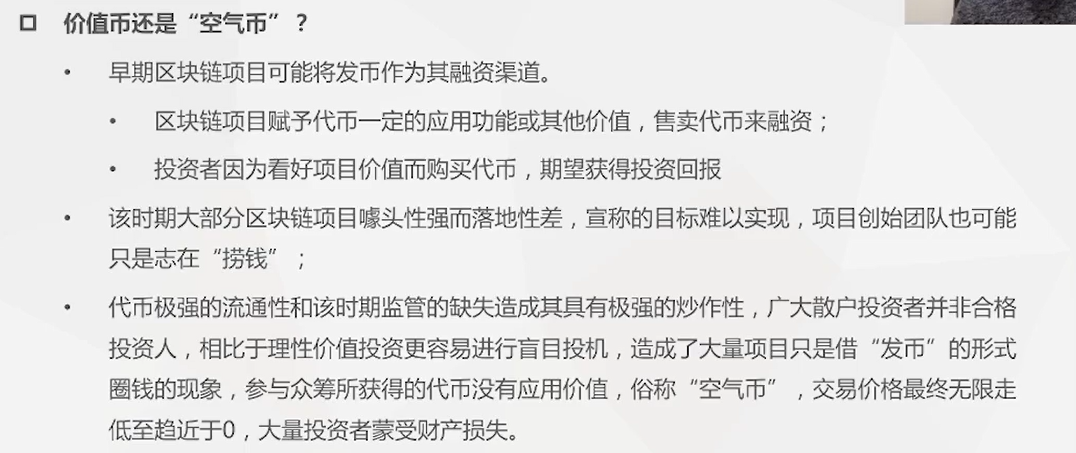 □ 价值币还是“空气币”？
• 早期区块链项目可能将发币作为其融资渠道。
• 区块链项目赋予代币一定的应用功能或其他价值，售卖代币来融资；
• 投资者因为看好项目价值而购买代币，期望获得投资回报
• 该时期大部分区块链项目噱头性强而落地性差，宣称的目标难以实现，项目创始团队也可能
只是志在“捞钱”；
• 代币极强的流通性和该时期监管的缺失造成其具有极强的炒作性，广大散户投资者并非合格
投资人，相比于理性价值投资更容易进行盲目投机，造成了大量项目只是借“发币”的形式
圈钱的现象，参与众筹所获得的代币没有应用价值，俗称“空气币”，交易价格最终无限走
低至趋近于0，大量投资者蒙受财产损失。